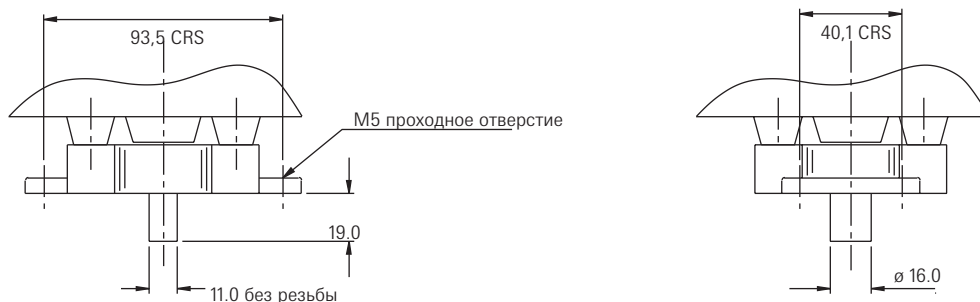 93,5 CRS
40,1 CRS
M5 проходное отверстие
19.0
ø 16.0
11.0 без резьбы